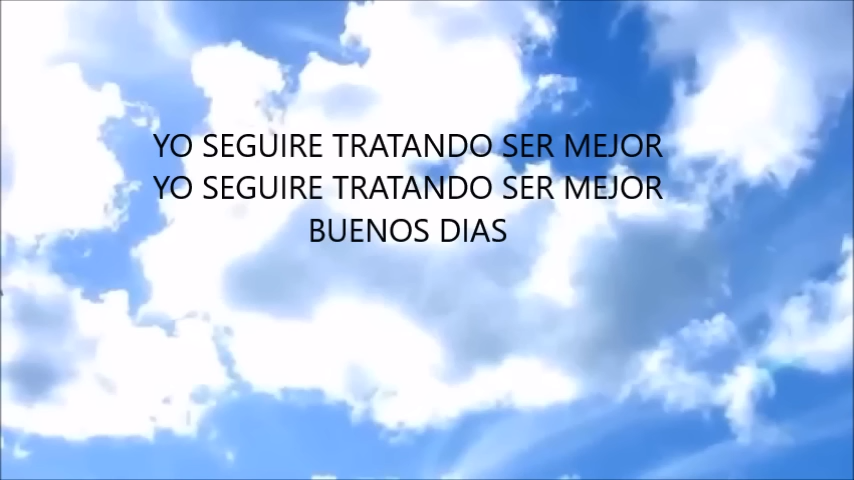 YO SEGUIRE TRATANDO SER MEJOR
YO SEGUIRE TRATANDO SER MEJOR
BUENOS DIAS